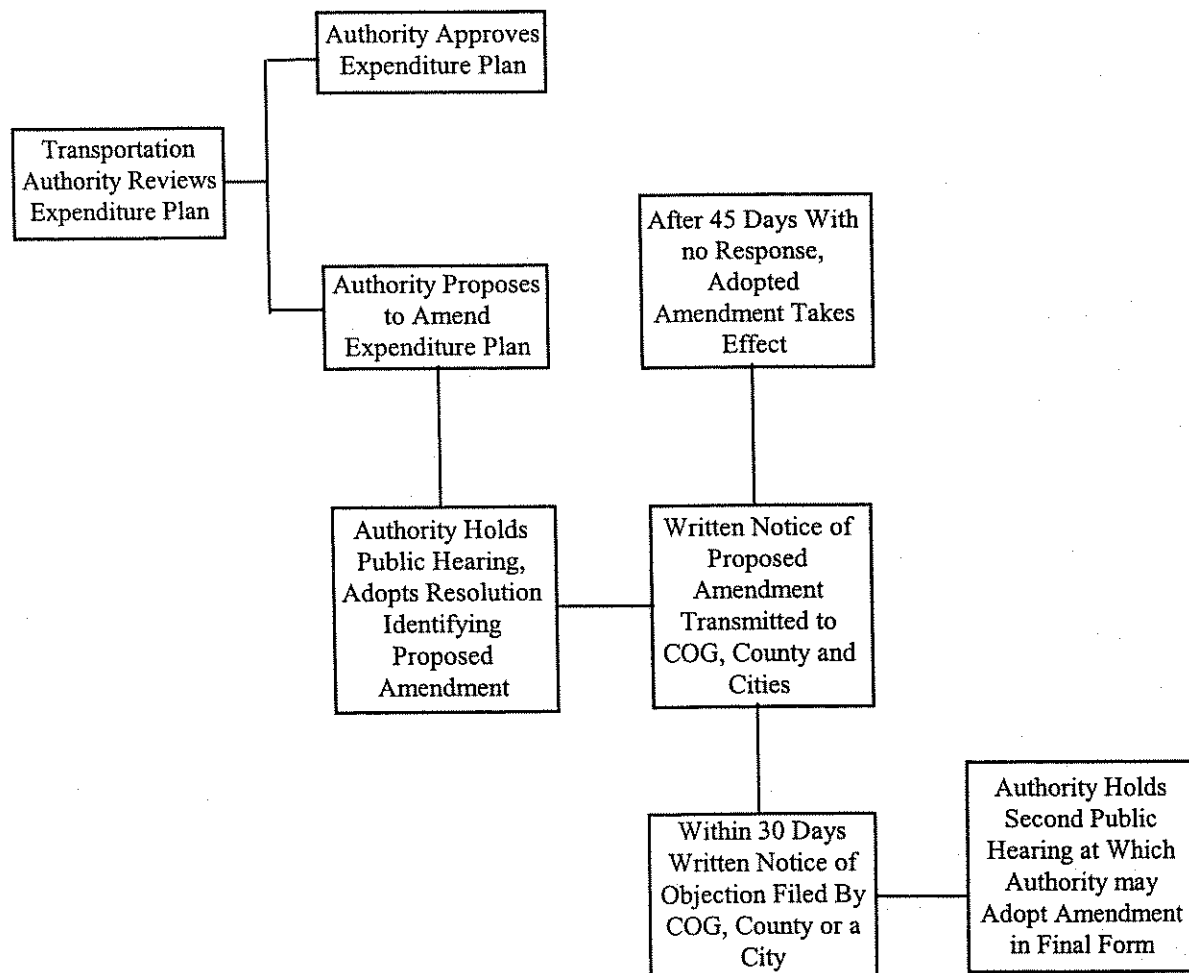 Authority Approves
Expenditure Plan
Transportation
Authority Reviews
Expenditure Plan
Authority Proposes
to Amend
Expenditure Plan
After 45 Days With
no Response,
Adopted
Amendment Takes
Effect
Authority Holds
Public Hearing,
Adopts Resolution
Identifying
Proposed
Amendment
Written Notice of
Proposed
Amendment
Transmitted to
COG, County and
Cities
Within 30 Days
Written Notice of
Objection Filed By
COG, County or a
City
Authority Holds
Second Public
Hearing at Which
Authority may
Adopt Amendment
in Final Form